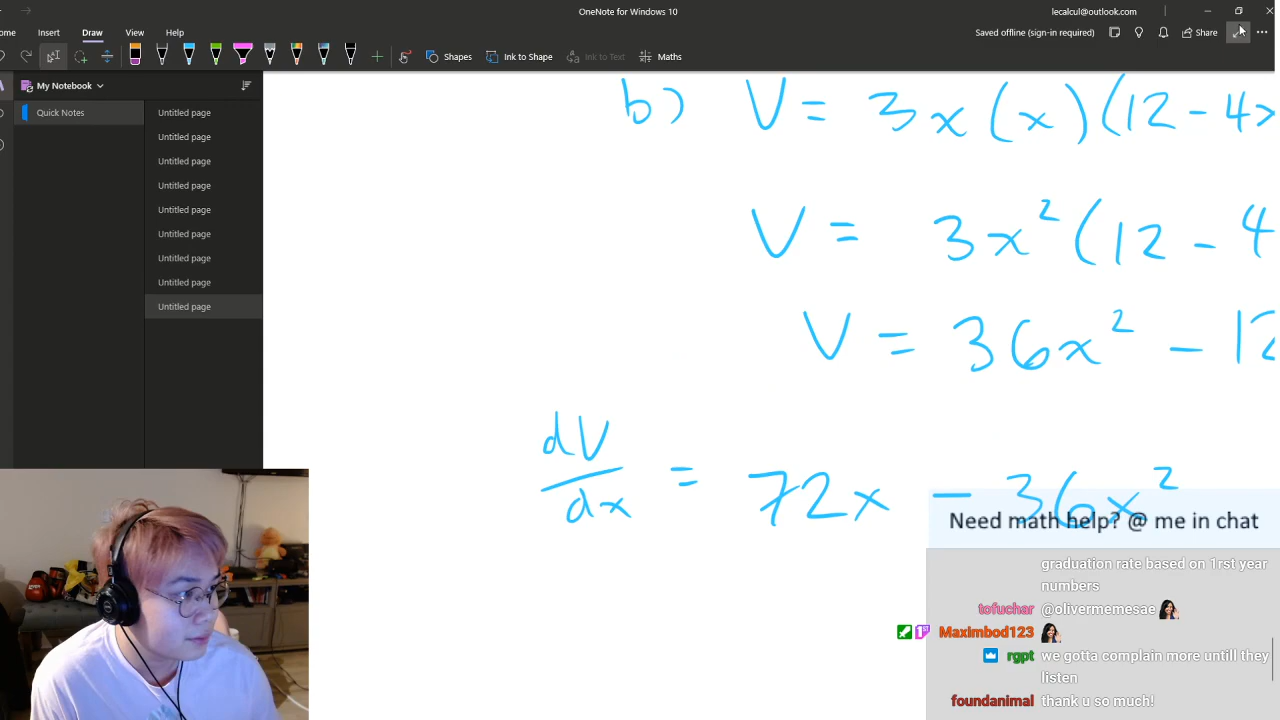 OneNote for Windows 10
lecalcul@outlook.com
Insert Draw View Help
Saved offline (sign-in required)
Share
Shapes
Ink to Shape
Ink to Text
Maths
My Notebook
Quick Notes
Untitled page
Untitled page
Untitled page
Untitled page
Untitled page
Untitled page
Untitled page
Untitled page
Untitled page
b) V = 3x(x)(12 - 4x
V = 3x²(12 - 4
V = 36x² - 12
dV/dx = 72x - 36x²
Need math help? @ me in chat
graduation rate based on 1rst year
numbers
tofuchar @olivermemesae
Maximbod123
rgpt we gotta complain more untill they
listen
foundanimal thank u so much!